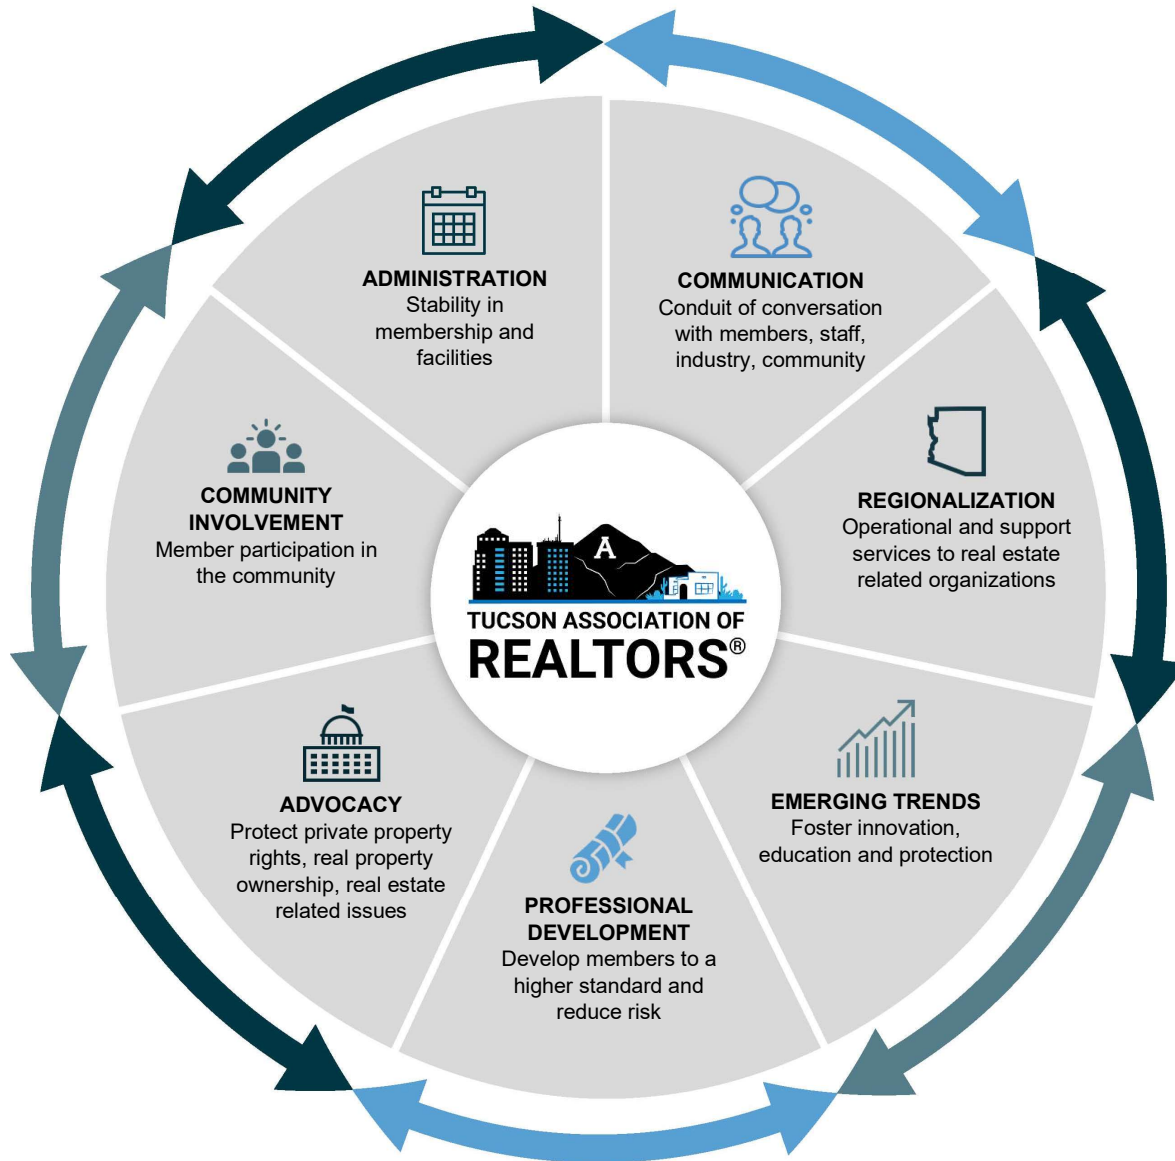 ADMINISTRATION
Stability in
membership and
facilities
COMMUNICATION
Conduit of conversation
with members, staff,
industry, community
REGIONALIZATION
Operational and support
services to real estate
related organizations
EMERGING TRENDS
Foster innovation,
education and protection
PROFESSIONAL
DEVELOPMENT
Develop members to a
higher standard and
reduce risk
ADVOCACY
Protect private property
rights, real property
ownership, real estate
related issues
COMMUNITY
INVOLVEMENT
Member participation in
the community
A
TUCSON ASSOCIATION OF
REALTORS®